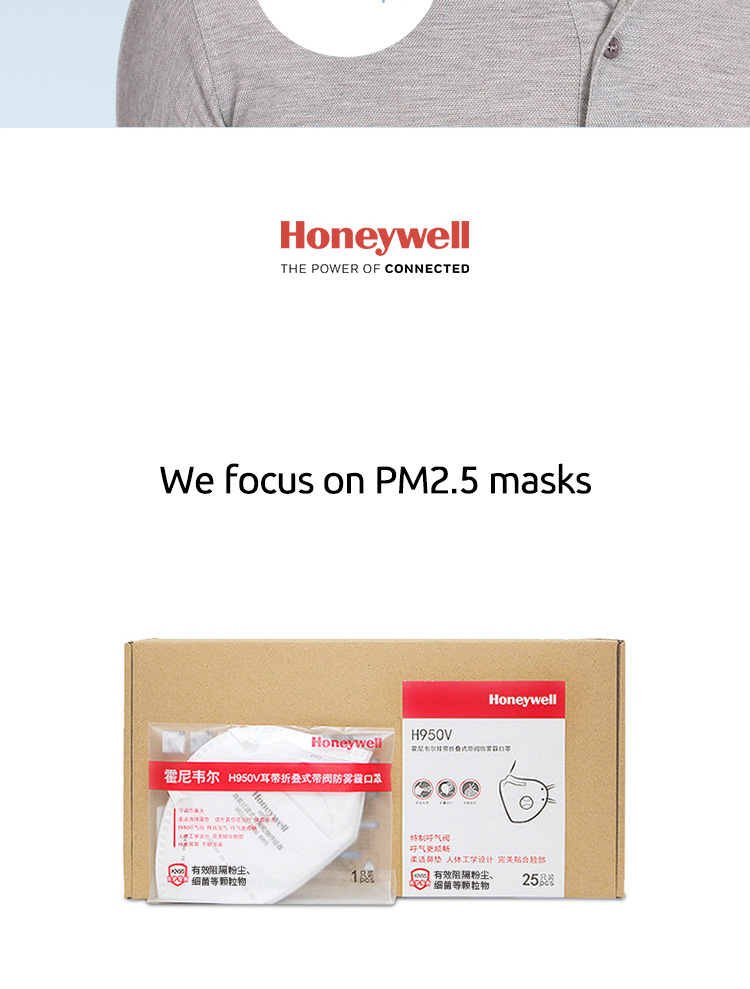 Honeywell
THE POWER OF CONNECTED
We focus on PM2.5 masks
Honeywell
H950V
霍尼韦尔耳带折叠式带阀防雾霾口罩
特制呼气阀
呼气更顺畅
柔适鼻垫 人体工学设计 完美贴合脸部
KN95
有效阻隔粉尘、
细菌等颗粒物
25只装
pcs
Honeywell
霍尼韦尔 H950V耳带折叠式带阀防雾霾口罩
Honeywell
KN95
有效阻隔粉尘、
细菌等颗粒物
1只装
pcs